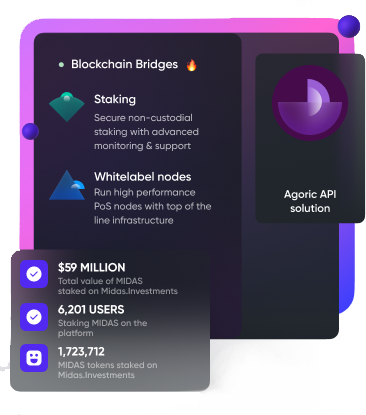 Blockchain Bridges 🔥
Staking
Secure non-custodial
staking with advanced
monitoring & support
Whitelabel nodes
Run high performance
PoS nodes with top of the
line infrastructure
Agoric API
solution
$59 MILLION
Total value of MIDAS
staked on Midas.Investments
6,201 USERS
Staking MIDAS on the
platform
1,723,712
MIDAS tokens staked on
Midas.Investments